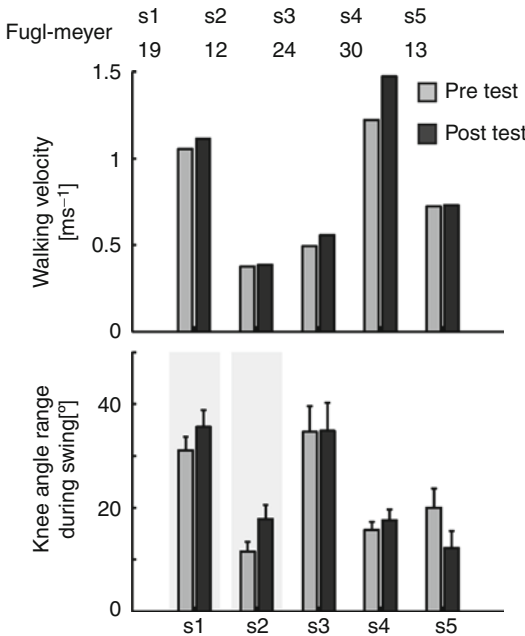 s1 s2 s3 s4 s5
Fugl-meyer
19 12 24 30 13
1.5
1
0.5
0
Walking velocity
[ms⁻¹]
Pre test
Post test
40
20
0
Knee angle range
during swing[°]
s1 s2 s3 s4 s5